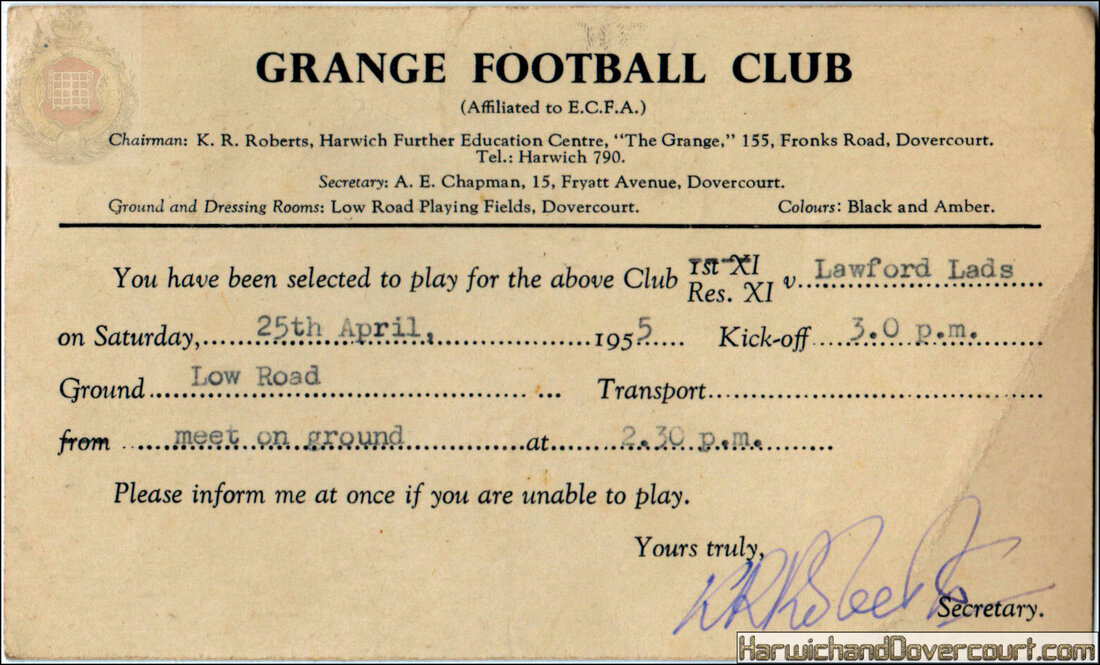 GRANGE FOOTBALL CLUB
(Affiliated to E.C.F.A.)
Chairman: K. R. Roberts, Harwich Further Education Centre, "The Grange," 155, Fronks Road, Dovercourt.
Tel.: Harwich 790.
Secretary: A. E. Chapman, 15, Fryatt Avenue, Dovercourt.
Ground and Dressing Rooms: Low Road Playing Fields, Dovercourt. Colours: Black and Amber.
You have been selected to play for the above Club 1st XI
Res. XI v. Lawford Lads
on Saturday, 25th April, 1955 Kick-off 3.0 p.m.
Ground Low Road Transport
from meet on ground at 2.30 p.m.
Please inform me at once if you are unable to play.
Yours truly,
K R Roberts
Secretary.
HarwichandDovercourt.com